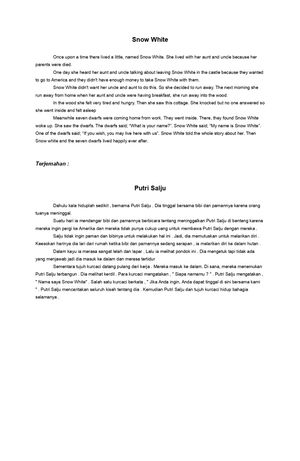 Snow White
Once upon a time there lived a little, named Snow White. She lived with her aunt and uncle because her
parents were died.
One day she heard her aunt and uncle talking about leaving Snow White in the castle because they wanted
to go to America and they didn't have enough money to take Snow White with them.
Snow White didn't want her uncle and aunt to do this. So she decided to run away. The next morning she
run away from home when her aunt and uncle were having breakfast, she run away into the wood.
In the wood she felt very tired and hungry. Then she saw this cottage. She knocked but no one answered so
she went inside and felt asleep
Meanwhile seven dwarfs were coming home from work. They went inside. There, they found Snow White
woke up. She saw the dwarfs. The dwarfs said; "What is your name?". Snow White said; "My name is Snow White".
One of the dwarfs said; "If you wish, you may live here with us". Snow White told the whole story about her. Then
Snow white and the seven dwarfs lived happily ever after.
Terjemahan :
Putri Salju
Dahulu kala hiduplah sedikit , bernama Putri Salju . Dia tinggal bersama bibi dan pamannya karena orang
tuanya meninggal.
Suatu hari ia mendengar bibi dan pamannya berbicara tentang meninggalkan Putri Salju di benteng karena
mereka ingin pergi ke Amerika dan mereka tidak punya cukup uang untuk membawa Putri Salju dengan mereka .
Salju tidak ingin paman dan bibinya untuk melakukan hal ini . Jadi, dia memutuskan untuk melarikan diri .
Keesokan harinya dia lari dari rumah ketika bibi dan pamannya sedang sarapan , ia melarikan diri ke dalam hutan .
Dalam kayu ia merasa sangat lelah dan lapar . Lalu ia melihat pondok ini . Dia mengetuk tapi tidak ada
yang menjawab jadi dia masuk ke dalam dan merasa tertidur
Sementara tujuh kurcaci datang pulang dari kerja . Mereka masuk ke dalam. Di sana, mereka menemukan
Putri Salju terbangun . Dia melihat kerdil . Para kurcaci mengatakan , " Siapa namamu ? " . Putri Salju mengatakan ,
" Nama saya Snow White" . Salah satu kurcaci berkata , " Jika Anda ingin, Anda dapat tinggal di sini bersama kami
" . Putri Salju menceritakan seluruh kisah tentang dia . Kemudian Putri Salju dan tujuh kurcaci hidup bahagia
selamanya .